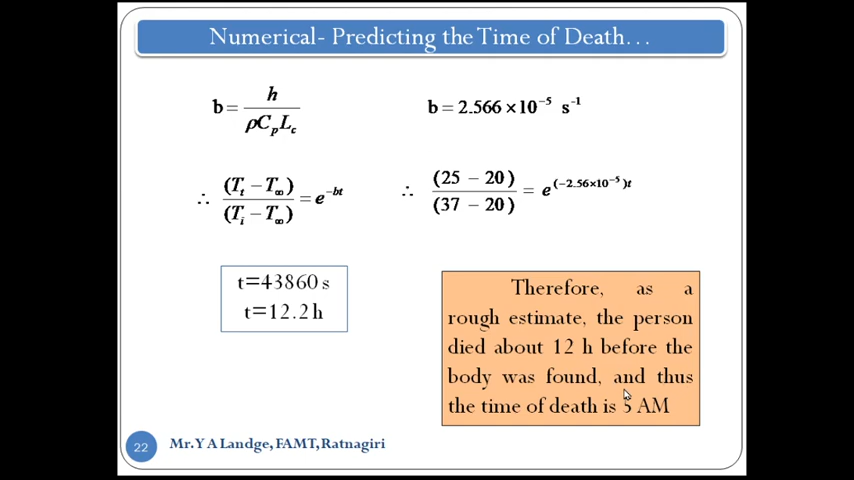 Numerical- Predicting the Time of Death…
b = h / ρC_pL_c
b = 2.566 × 10⁻⁵ s⁻¹
∴ (T_t − T_∞) / (T_i − T_∞) = e^(−bt)
∴ (25 − 20) / (37 − 20) = e^(−2.56×10⁻⁵)t
t=43860 s
t=12.2 h
Therefore, as a
rough estimate, the person
died about 12 h before the
body was found, and thus
the time of death is 5 AM
22
Mr.Y A Landge, FAMT, Ratnagiri